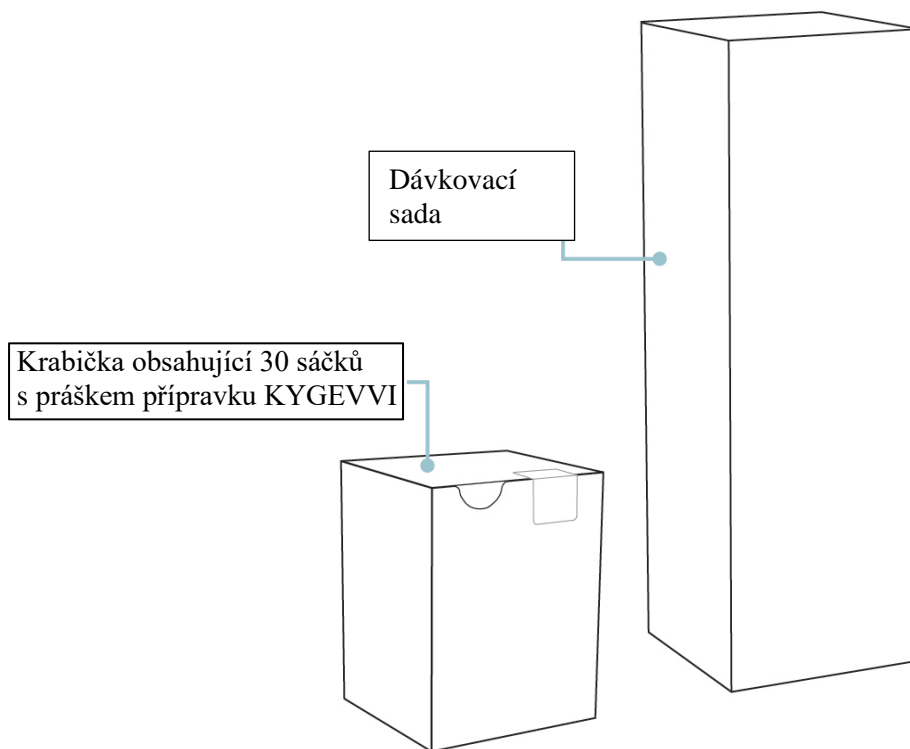 Dávkovací
sada
Krabička obsahující 30 sáčků
s práškem přípravku KYGEVVI